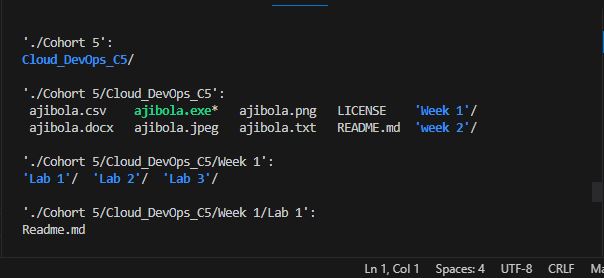 './Cohort 5':
Cloud_DevOps_C5/
'./Cohort 5/Cloud_DevOps_C5':
ajibola.csv ajibola.exe* ajibola.png LICENSE 'Week 1'/
ajibola.docx ajibola.jpeg ajibola.txt README.md 'week 2'/
'./Cohort 5/Cloud_DevOps_C5/Week 1':
'Lab 1'/ 'Lab 2'/ 'Lab 3'/
'./Cohort 5/Cloud_DevOps_C5/Week 1/Lab 1':
Readme.md
Ln 1, Col 1 Spaces: 4 UTF-8 CRLF